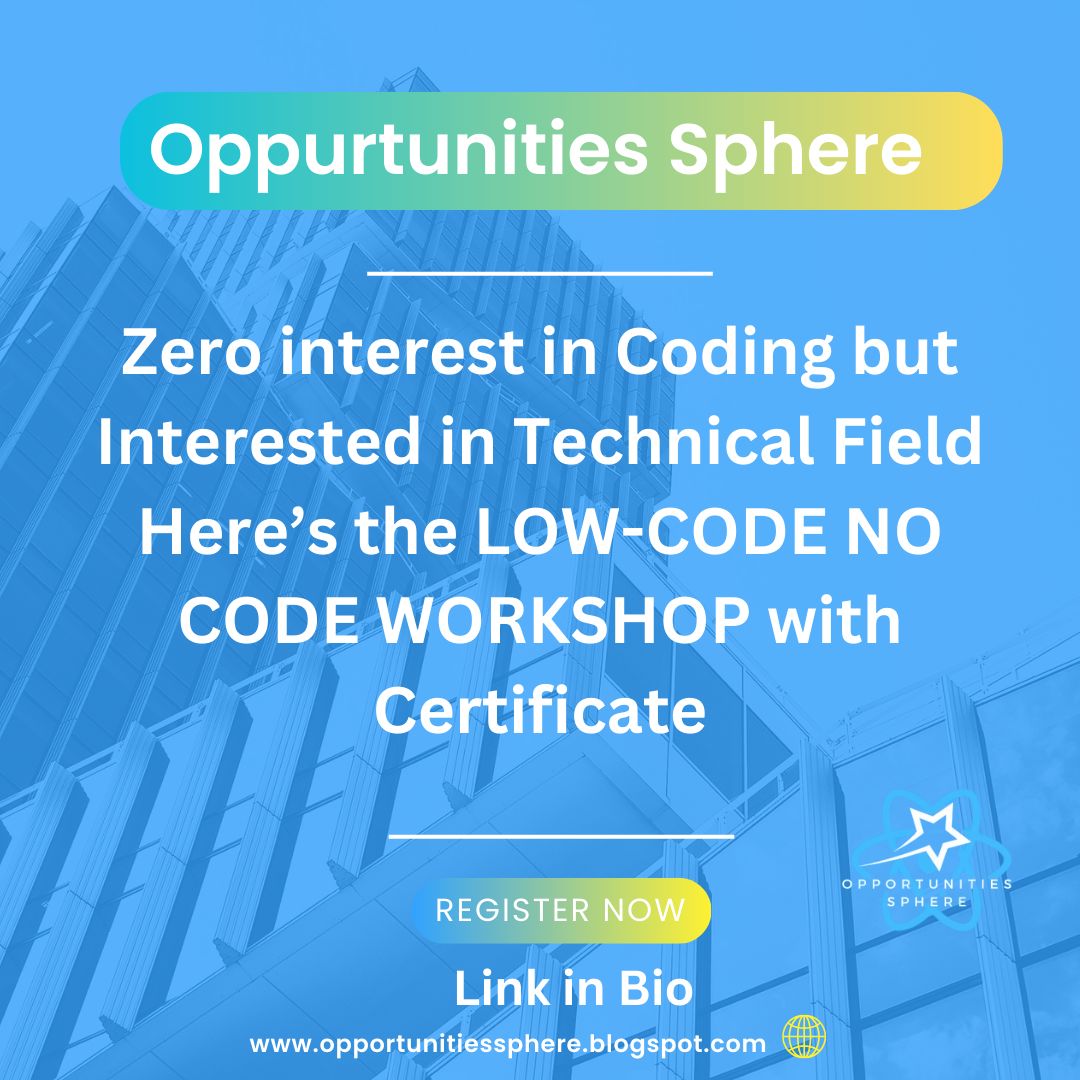 Oppurtunities Sphere
Zero interest in Coding but
Interested in Technical Field
Here’s the LOW-CODE NO
CODE WORKSHOP with
Certificate
OPPORTUNITIES
SPHERE
REGISTER NOW
Link in Bio
www.opportunitiessphere.blogspot.com